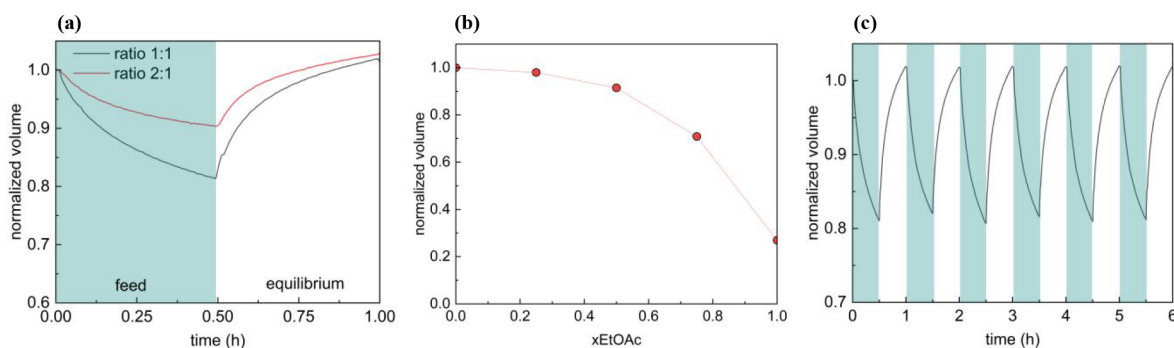 (a)
ratio 1:1
ratio 2:1
1.0
0.9
0.8
0.7
0.6
normalized volume
feed
equilibrium
0.00
0.25
0.50
0.75
1.00
time (h)
(b)
1.0
0.8
0.6
0.4
0.2
0.0
normalized volume
0.0
0.2
0.4
0.6
0.8
1.0
xEtOAc
(c)
1.0
0.9
0.8
0.7
normalized volume
0
1
2
3
4
5
6
time (h)